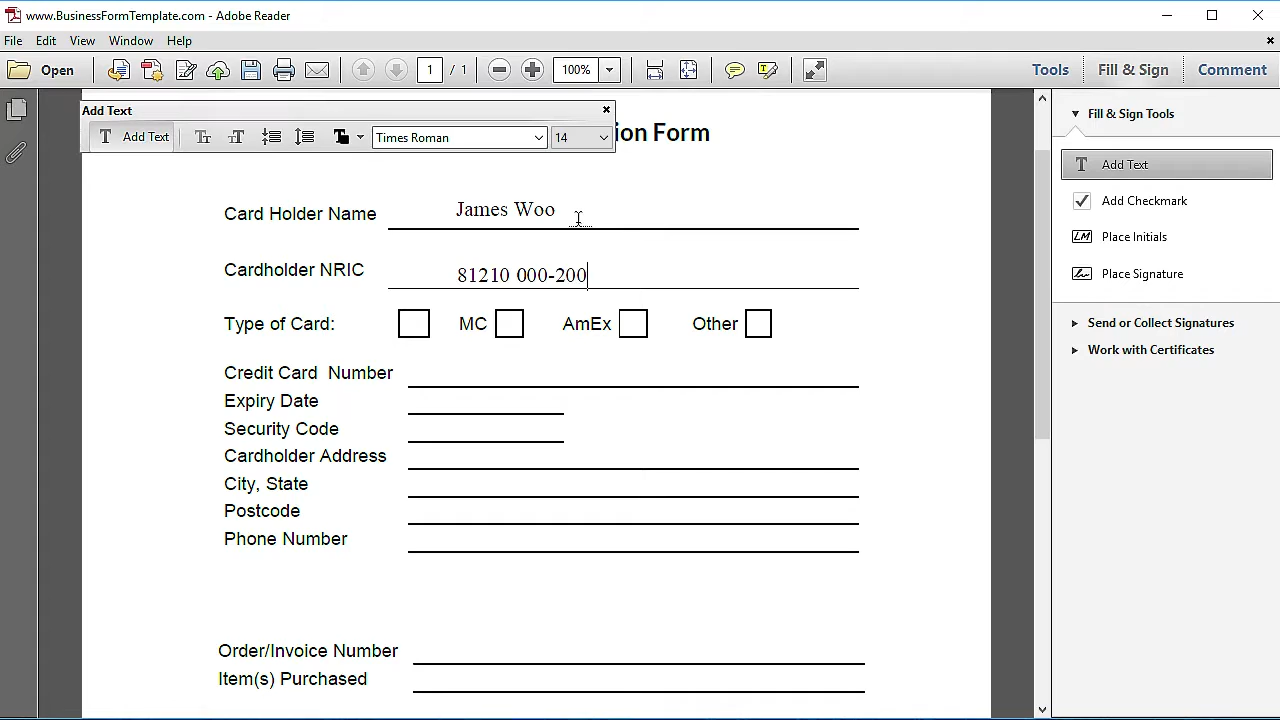 www.BusinessFormTemplate.com - Adobe Reader
File Edit View Window Help
Open 1 / 1 100% Tools Fill & Sign Comment
Add Text
T Add Text Times Roman 14
ion Form
Fill & Sign Tools
T Add Text
Add Checkmark
Place Initials
Place Signature
Send or Collect Signatures
Work with Certificates
Card Holder Name James Woo
Cardholder NRIC 81210 000-200
Type of Card: MC AmEx Other
Credit Card Number
Expiry Date
Security Code
Cardholder Address
City, State
Postcode
Phone Number
Order/Invoice Number
Item(s) Purchased